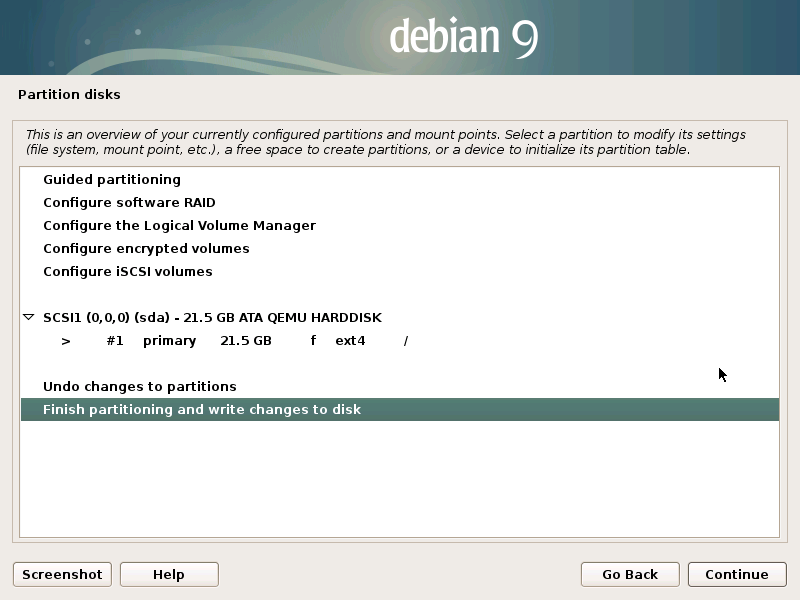 debian 9
Partition disks
This is an overview of your currently configured partitions and mount points. Select a partition to modify its settings
(file system, mount point, etc.), a free space to create partitions, or a device to initialize its partition table.
Guided partitioning
Configure software RAID
Configure the Logical Volume Manager
Configure encrypted volumes
Configure iSCSI volumes
SCSI1 (0,0,0) (sda) - 21.5 GB ATA QEMU HARDDISK
> #1 primary 21.5 GB f ext4 /
Undo changes to partitions
Finish partitioning and write changes to disk
Screenshot Help Go Back Continue